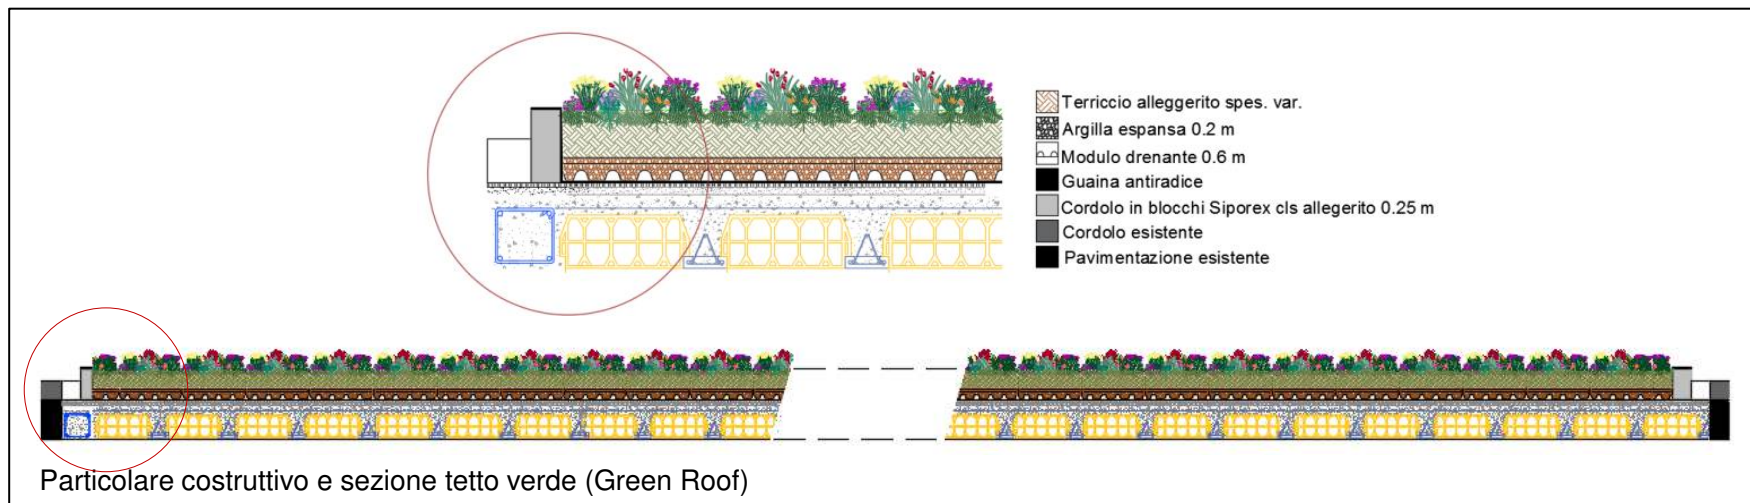 Terriccio alleggerito spes. var.
Argilla espansa 0.2 m
Modulo drenante 0.6 m
Guaina antiradice
Cordolo in blocchi Siporex cls allegerito 0.25 m
Cordolo esistente
Pavimentazione esistente
Particolare costruttivo e sezione tetto verde (Green Roof)